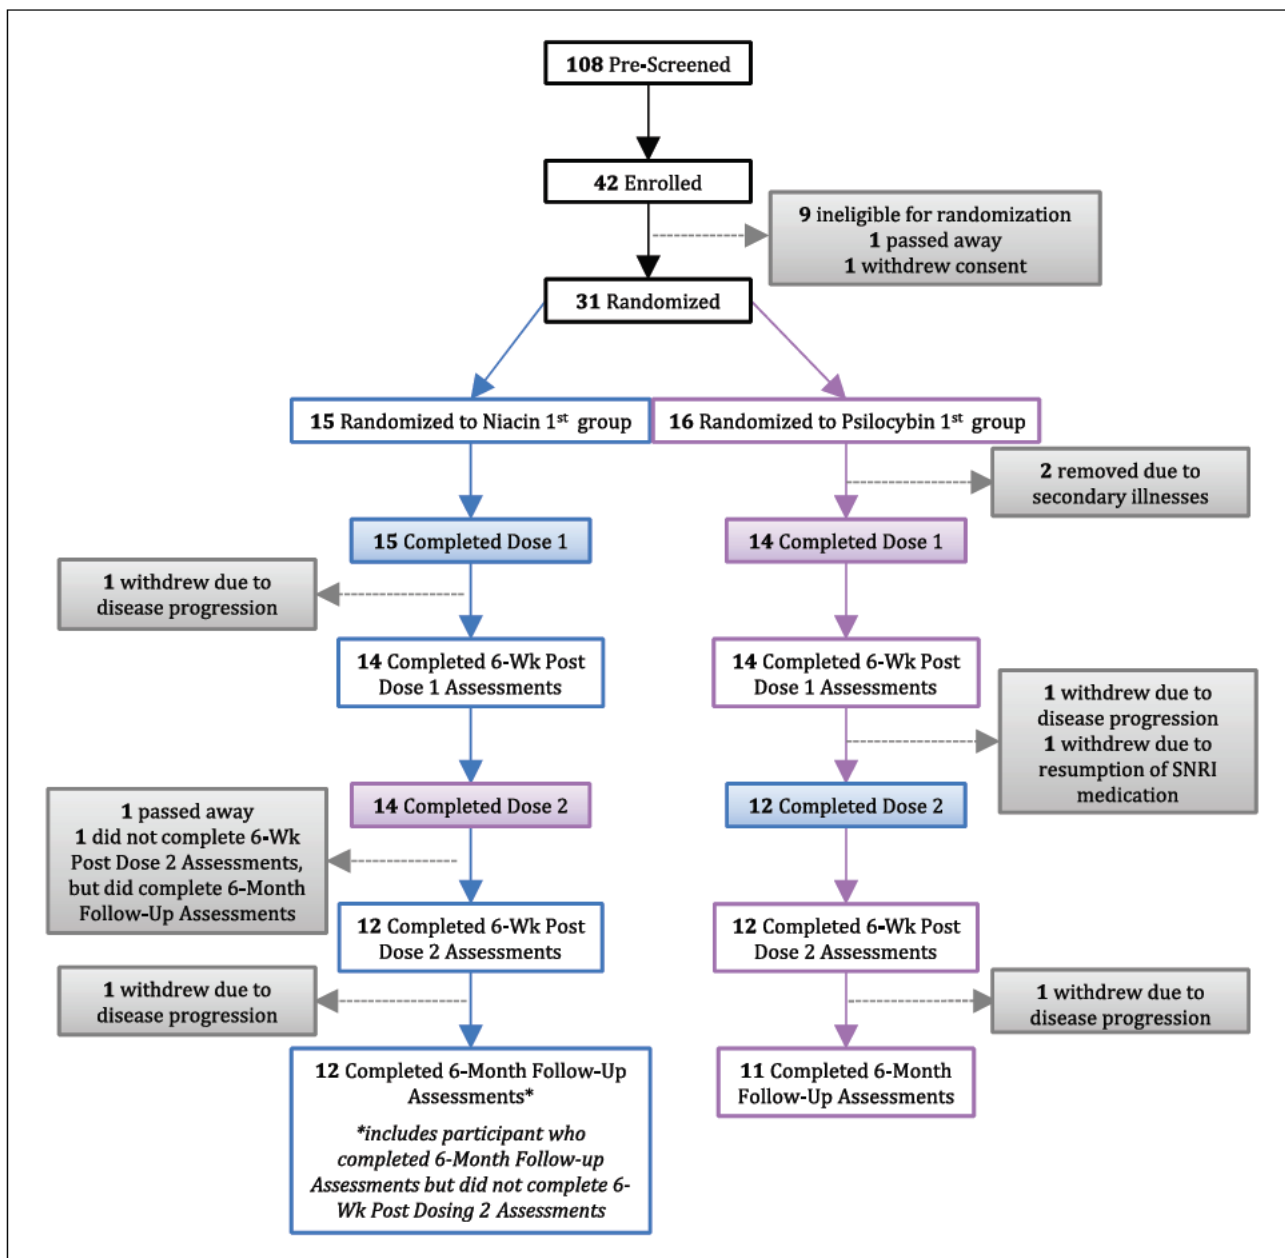 108 Pre-Screened
42 Enrolled
9 ineligible for randomization
1 passed away
1 withdrew consent
31 Randomized
15 Randomized to Niacin 1st group
16 Randomized to Psilocybin 1st group
2 removed due to
secondary illnesses
15 Completed Dose 1
14 Completed Dose 1
1 withdrew due to
disease progression
14 Completed 6-Wk Post
Dose 1 Assessments
14 Completed 6-Wk Post
Dose 1 Assessments
1 withdrew due to
disease progression
1 withdrew due to
resumption of SNRI
medication
14 Completed Dose 2
12 Completed Dose 2
1 passed away
1 did not complete 6-Wk
Post Dose 2 Assessments,
but did complete 6-Month
Follow-Up Assessments
12 Completed 6-Wk Post
Dose 2 Assessments
12 Completed 6-Wk Post
Dose 2 Assessments
1 withdrew due to
disease progression
1 withdrew due to
disease progression
12 Completed 6-Month Follow-Up
Assessments*
*includes participant who
completed 6-Month Follow-up
Assessments but did not complete 6-
Wk Post Dosing 2 Assessments
11 Completed 6-Month
Follow-Up Assessments